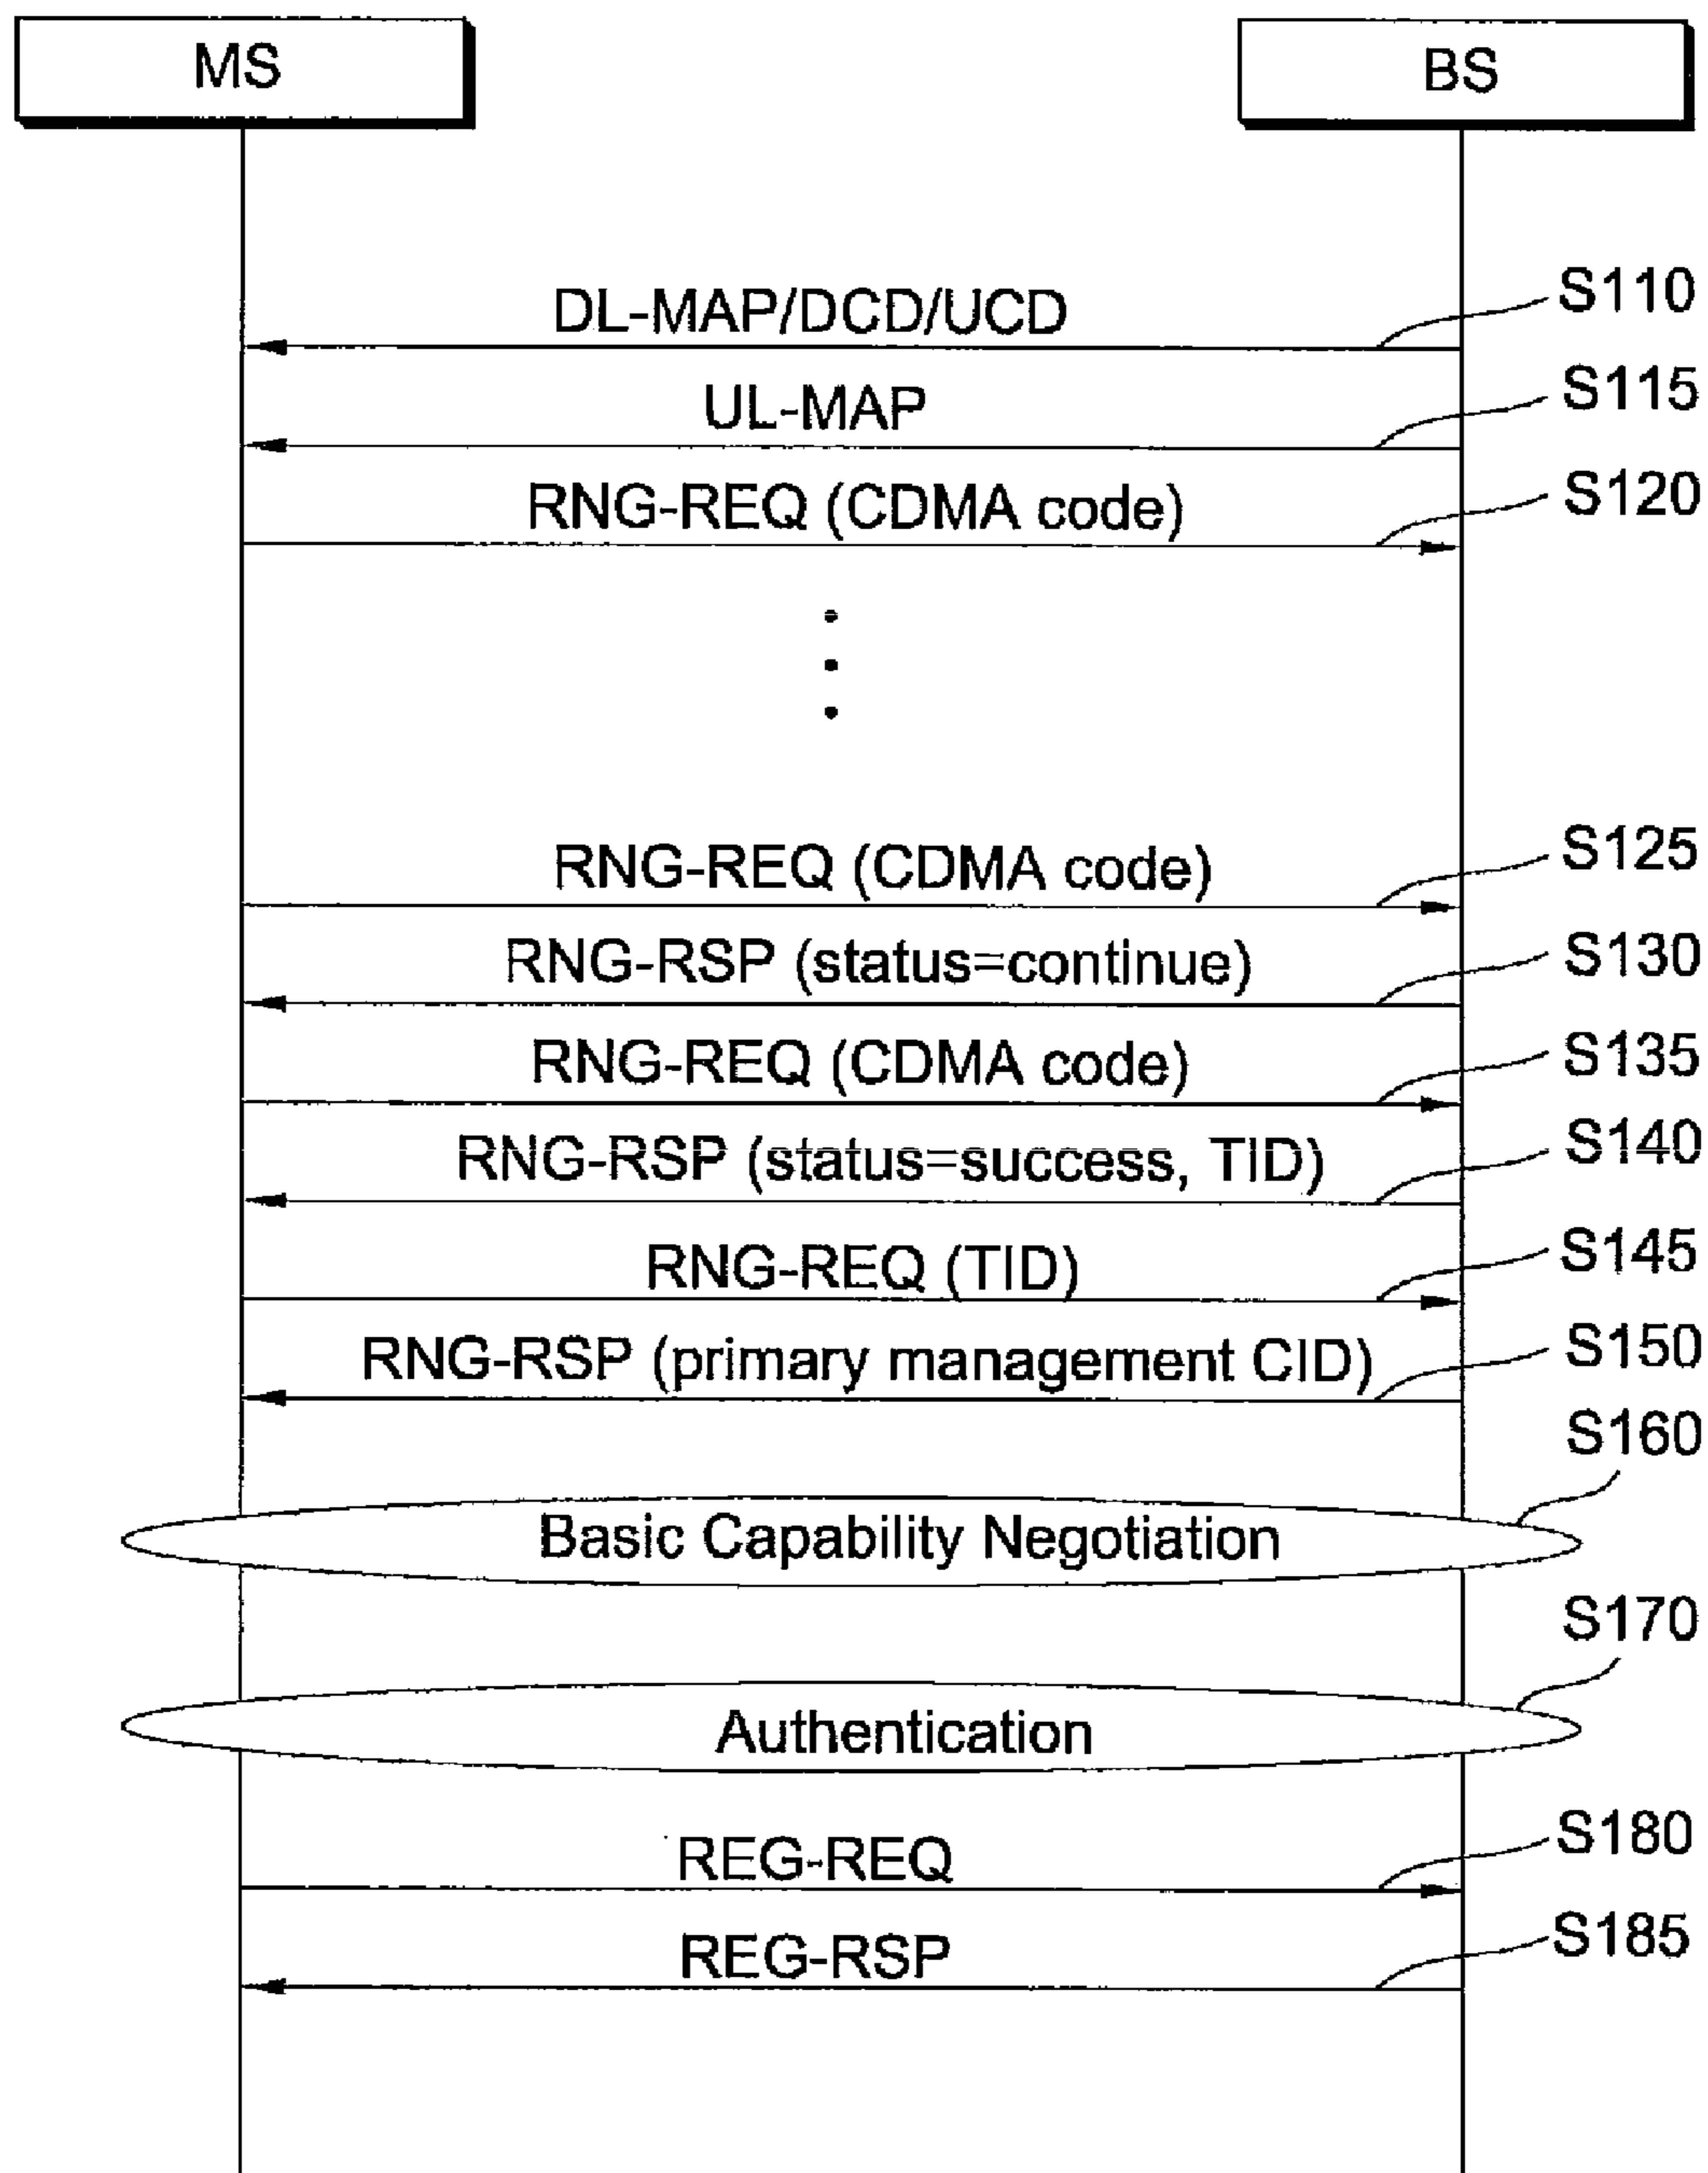 MS
BS
DL-MAP/DCD/UCD
S110
UL-MAP
S115
RNG-REQ (CDMA code)
S120
RNG-REQ (CDMA code)
S125
RNG-RSP (status=continue)
S130
RNG-REQ (CDMA code)
S135
RNG-RSP (status=success, TID)
S140
RNG-REQ (TID)
S145
RNG-RSP (primary management CID)
S150
S160
Basic Capability Negotiation
S170
Authentication
REG-REQ
S180
REG-RSP
S185